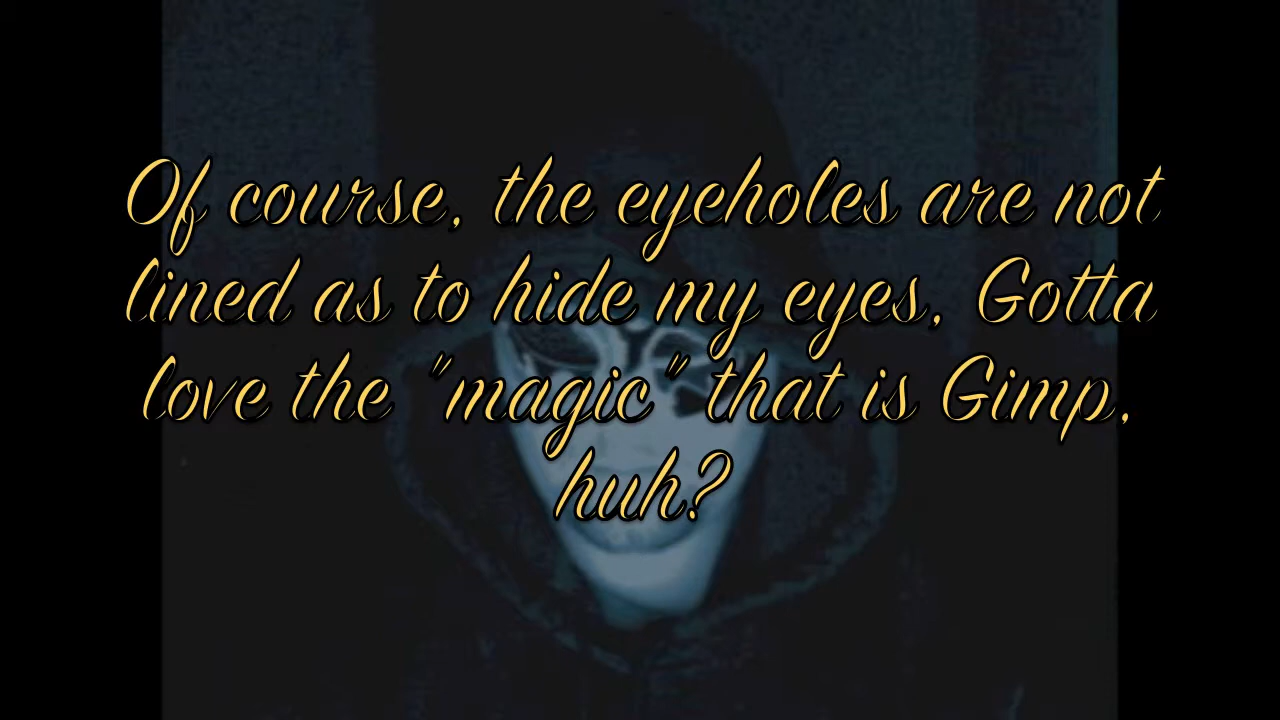 Of course, the eyeholes are not
lined as to hide my eyes, Gotta
love the "magic" that is Gimp,
huh?